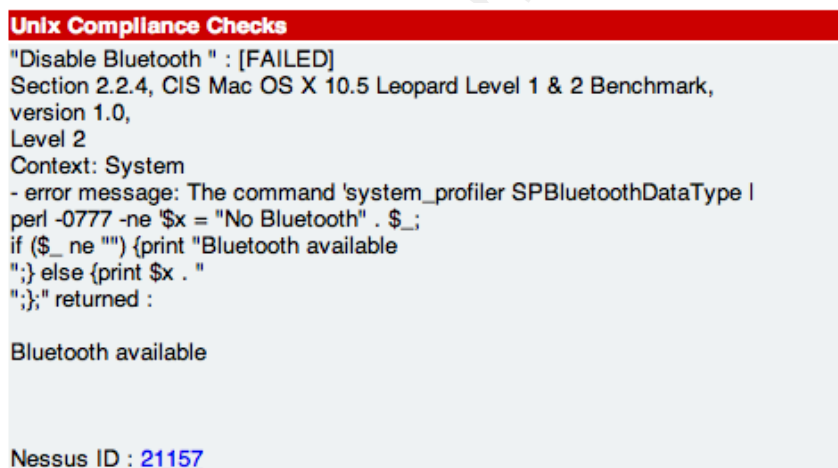 Unix Compliance Checks
"Disable Bluetooth " : [FAILED]
Section 2.2.4, CIS Mac OS X 10.5 Leopard Level 1 & 2 Benchmark,
version 1.0,
Level 2
Context: System
- error message: The command 'system_profiler SPBluetoothDataType |
perl -0777 -ne '$x = "No Bluetooth" . $_;
if ($_ ne "") {print "Bluetooth available
";} else {print $x . "
";};" returned :
Bluetooth available
Nessus ID : 21157